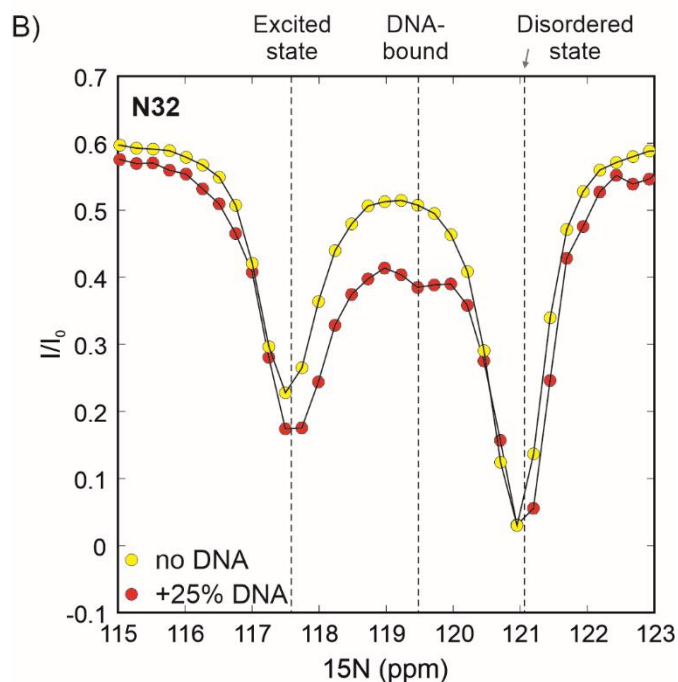 B)
Excited state
DNA-bound
Disordered state
0.7
N32
0.6
0.5
0.4
0.3
0.2
0.1
0
-0.1
I/I0
no DNA
+25% DNA
115 116 117 118 119 120 121 122 123
15N (ppm)